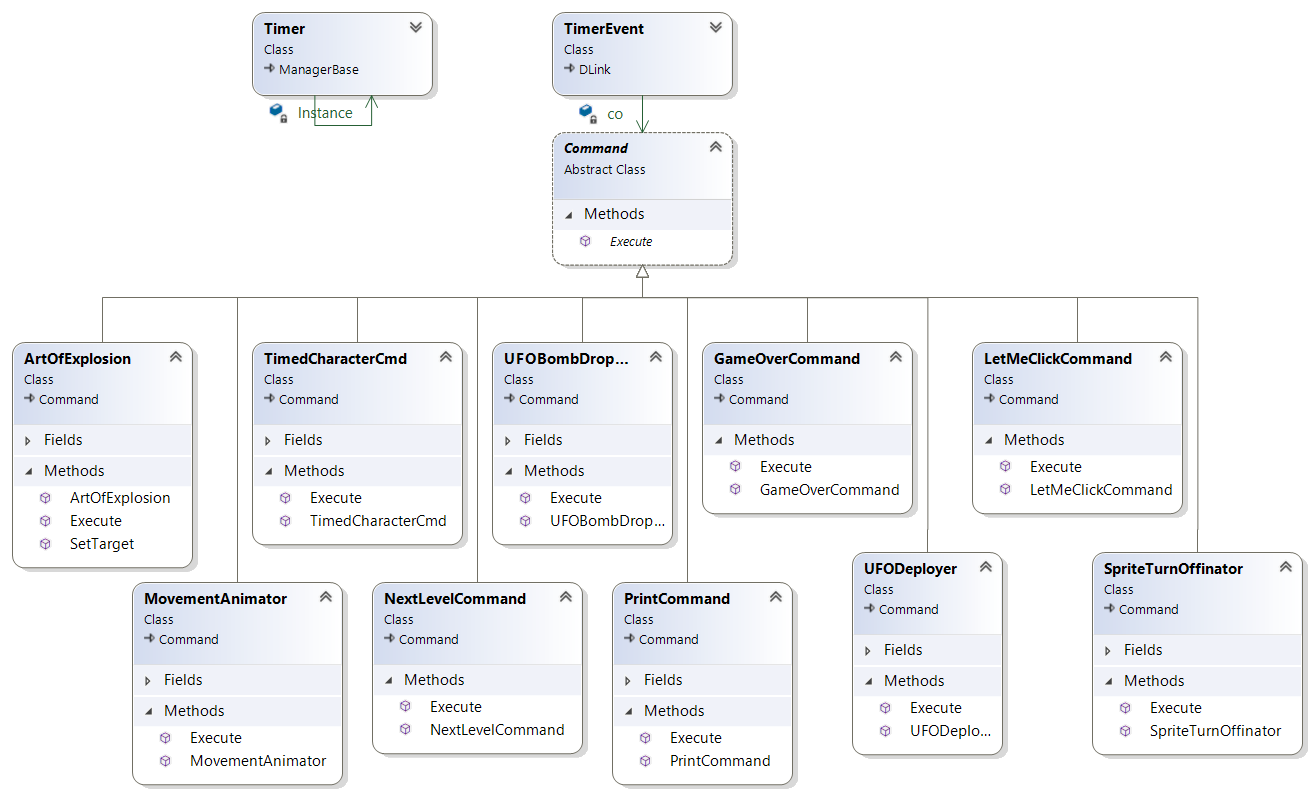 Timer
Class
ManagerBase
Instance
TimerEvent
Class
DLink
co
Command
Abstract Class
Methods
Execute
ArtOfExplosion
Class
Command
Fields
Methods
ArtOfExplosion
Execute
SetTarget
TimedCharacterCmd
Class
Command
Fields
Methods
Execute
TimedCharacterCmd
UFOBombDrop...
Class
Command
Fields
Methods
Execute
UFOBombDrop...
GameOverCommand
Class
Command
Methods
Execute
GameOverCommand
LetMeClickCommand
Class
Command
Methods
Execute
LetMeClickCommand
MovementAnimator
Class
Command
Fields
Methods
Execute
MovementAnimator
NextLevelCommand
Class
Command
Methods
Execute
NextLevelCommand
PrintCommand
Class
Command
Fields
Methods
Execute
PrintCommand
UFODeployer
Class
Command
Fields
Methods
Execute
UFODeplo...
SpriteTurnOffinator
Class
Command
Fields
Methods
Execute
SpriteTurnOffinator